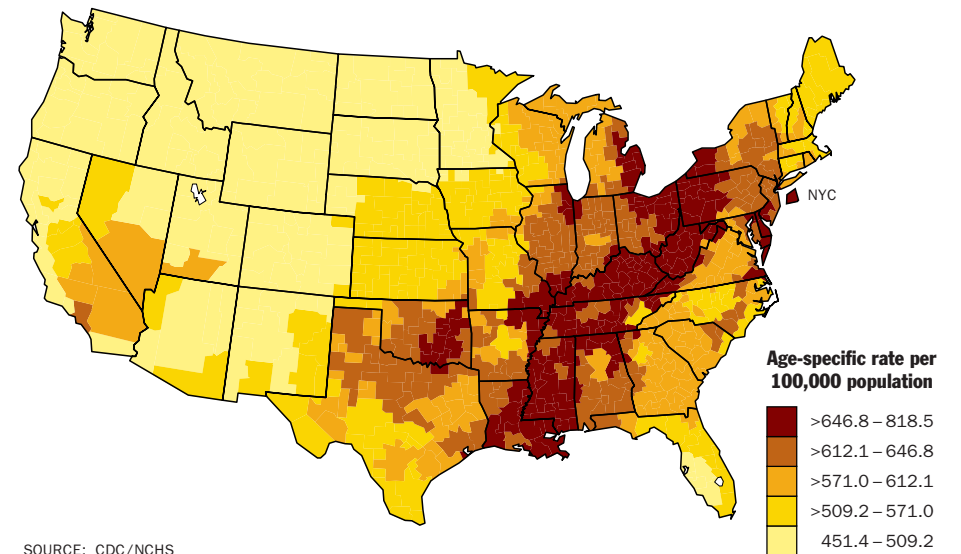 NYC
Age-specific rate per
100,000 population
>646.8 – 818.5
>612.1 – 646.8
>571.0 – 612.1
>509.2 – 571.0
451.4 – 509.2
SOURCE: CDC/NCHS